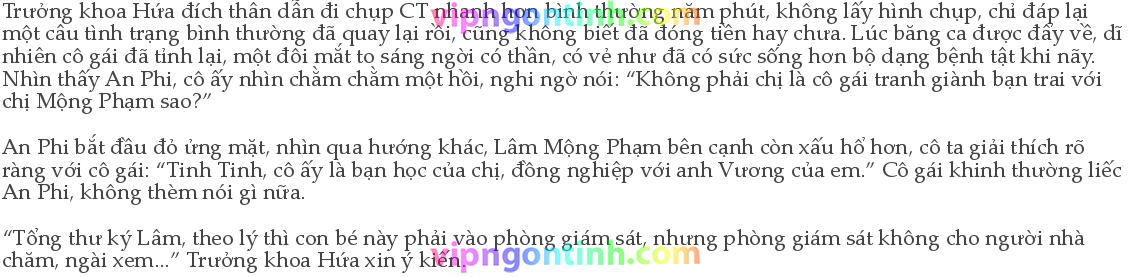 Trưởng khoa Hứa đích thân dẫn đi chụp CT nhanh hơn bình thường năm phút, không lấy hình chụp, chỉ đáp lại
một câu tình trạng bình thường đã quay lại rồi, cũng không biết đã đóng tiền hay chưa. Lúc băng ca được đẩy về, dĩ
nhiên cô gái đã tỉnh lại, một đôi mắt to sáng ngời có thần, có vẻ như đã có sức sống hơn bộ dạng bệnh tật khi nãy.
Nhìn thấy An Phi, cô ấy nhìn chằm chằm một hồi, nghi ngờ nói: “Không phải chị là cô gái tranh giành bạn trai với
chị Mộng Phạm sao?”
An Phi bắt đầu đỏ ửng mặt, nhìn qua hướng khác, Lâm Mộng Phạm bên cạnh còn xấu hổ hơn, cô ta giải thích rõ
ràng với cô gái: “Tinh Tinh, cô ấy là bạn học của chị, đồng nghiệp với anh Vương của em.” Cô gái khinh thường liếc
An Phi, không thèm nói gì nữa.
“Tổng thư ký Lâm, theo lý thì con bé này phải vào phòng giám sát, nhưng phòng giám sát không cho người nhà
chăm, ngài xem...” Trưởng khoa Hứa xin ý kiến.
vipngontinh.com
vipngontinh.com